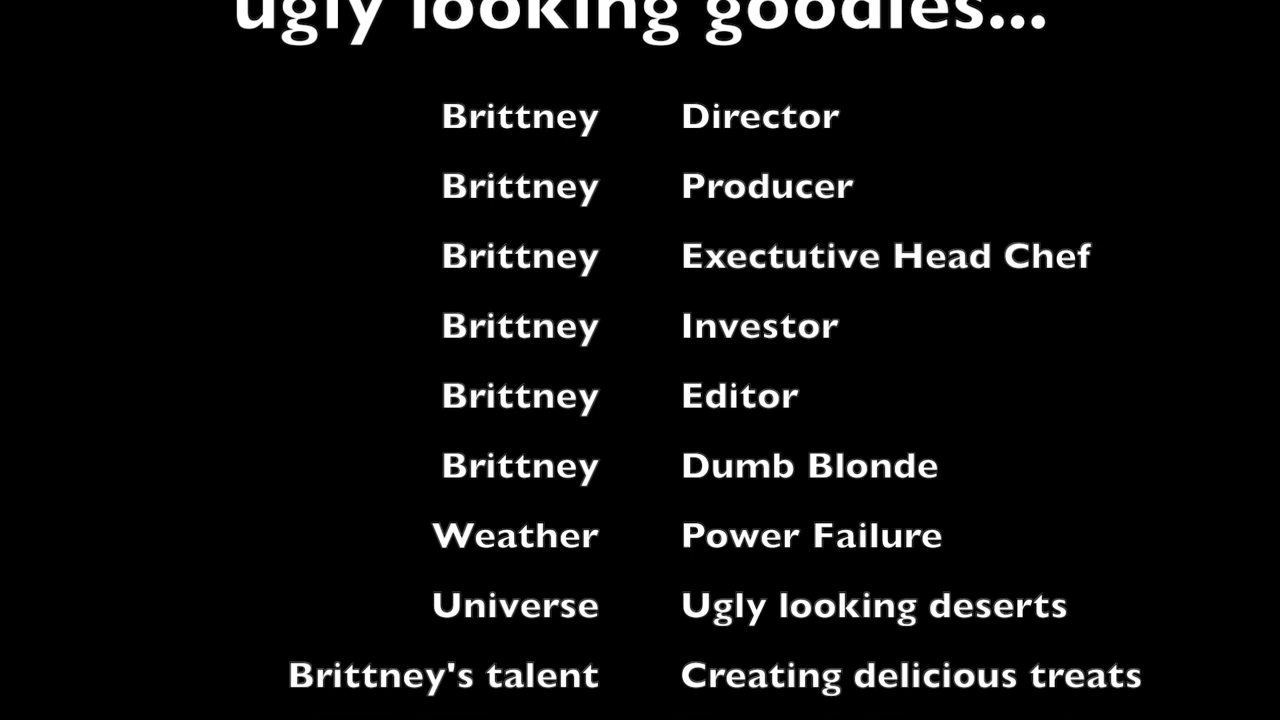 ugly looking goodies...
Brittney Director
Brittney Producer
Brittney Exectutive Head Chef
Brittney Investor
Brittney Editor
Brittney Dumb Blonde
Weather Power Failure
Universe Ugly looking deserts
Brittney's talent Creating delicious treats